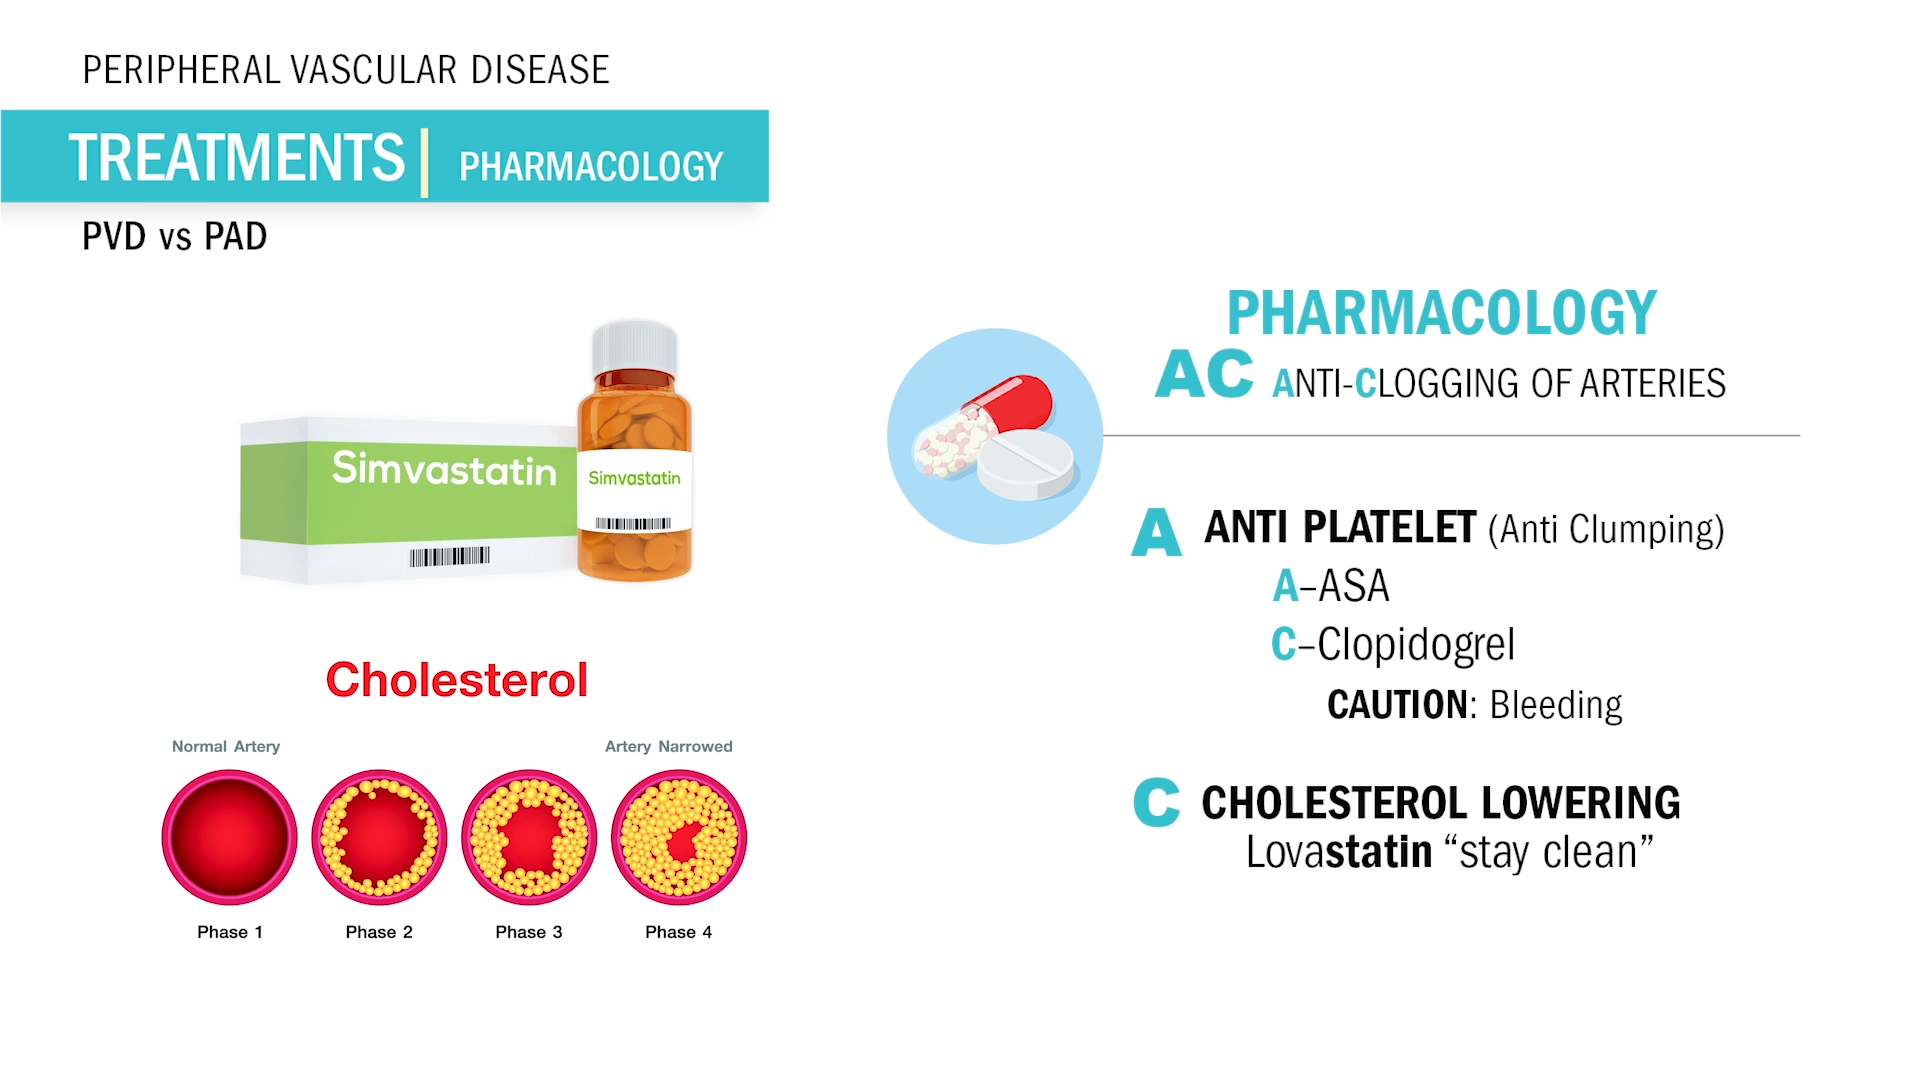 PERIPHERAL VASCULAR DISEASE
TREATMENTS | PHARMACOLOGY
PVD vs PAD
Simvastatin
Simvastatin
Cholesterol
Normal Artery
Artery Narrowed
Phase 1
Phase 2
Phase 3
Phase 4
PHARMACOLOGY
AC ANTI-CLOGGING OF ARTERIES
A ANTI PLATELET (Anti Clumping)
A–ASA
C–Clopidogrel
CAUTION: Bleeding
C CHOLESTEROL LOWERING
Lovastatin “stay clean”